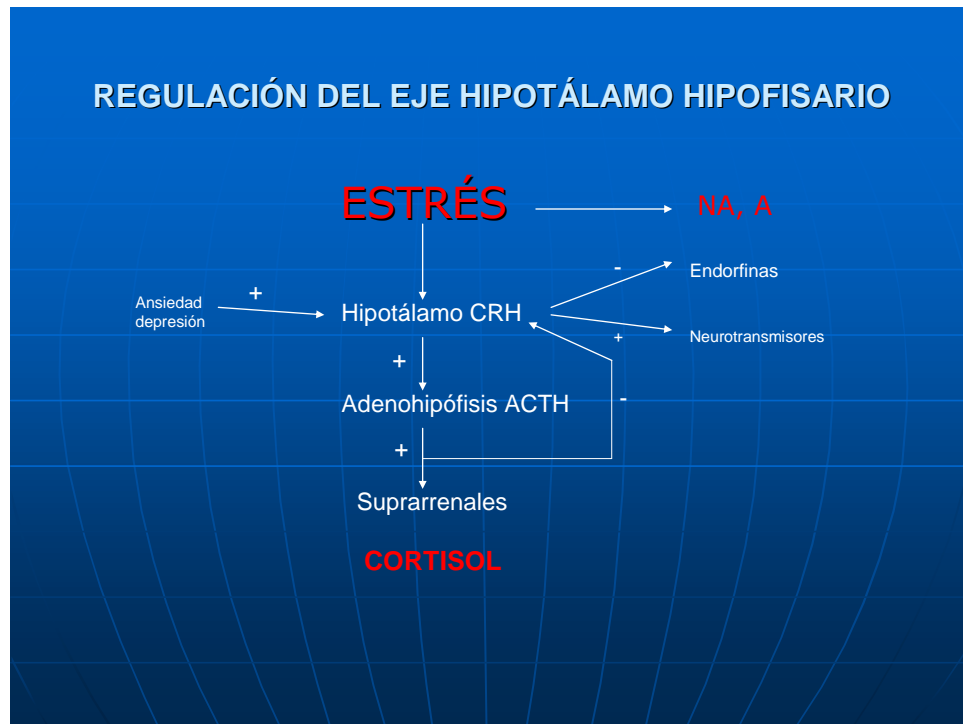 REGULACIÓN DEL EJE HIPOTÁLAMO HIPOFISARIO
ESTRÉS
NA, A
-
Endorfinas
+
Ansiedad
depresión
Hipotálamo CRH
+
Neurotransmisores
+
Adenohipófisis ACTH
-
+
Suprarrenales
CORTISOL